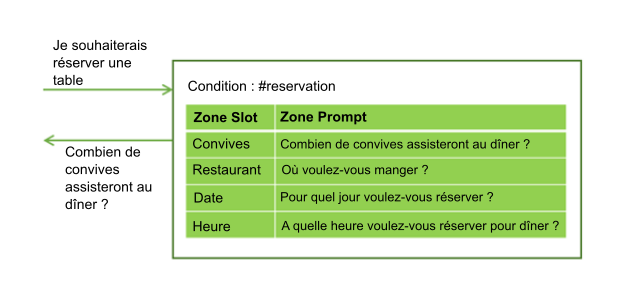 Je souhaiterais
réserver une
table
Condition : #reservation
Zone Slot Zone Prompt
Convives Combien de convives assisteront au dîner ?
Restaurant Où voulez-vous manger ?
Date Pour quel jour voulez-vous réserver ?
Heure A quelle heure voulez-vous réserver pour dîner ?
Combien de
convives
assisteront au
dîner ?